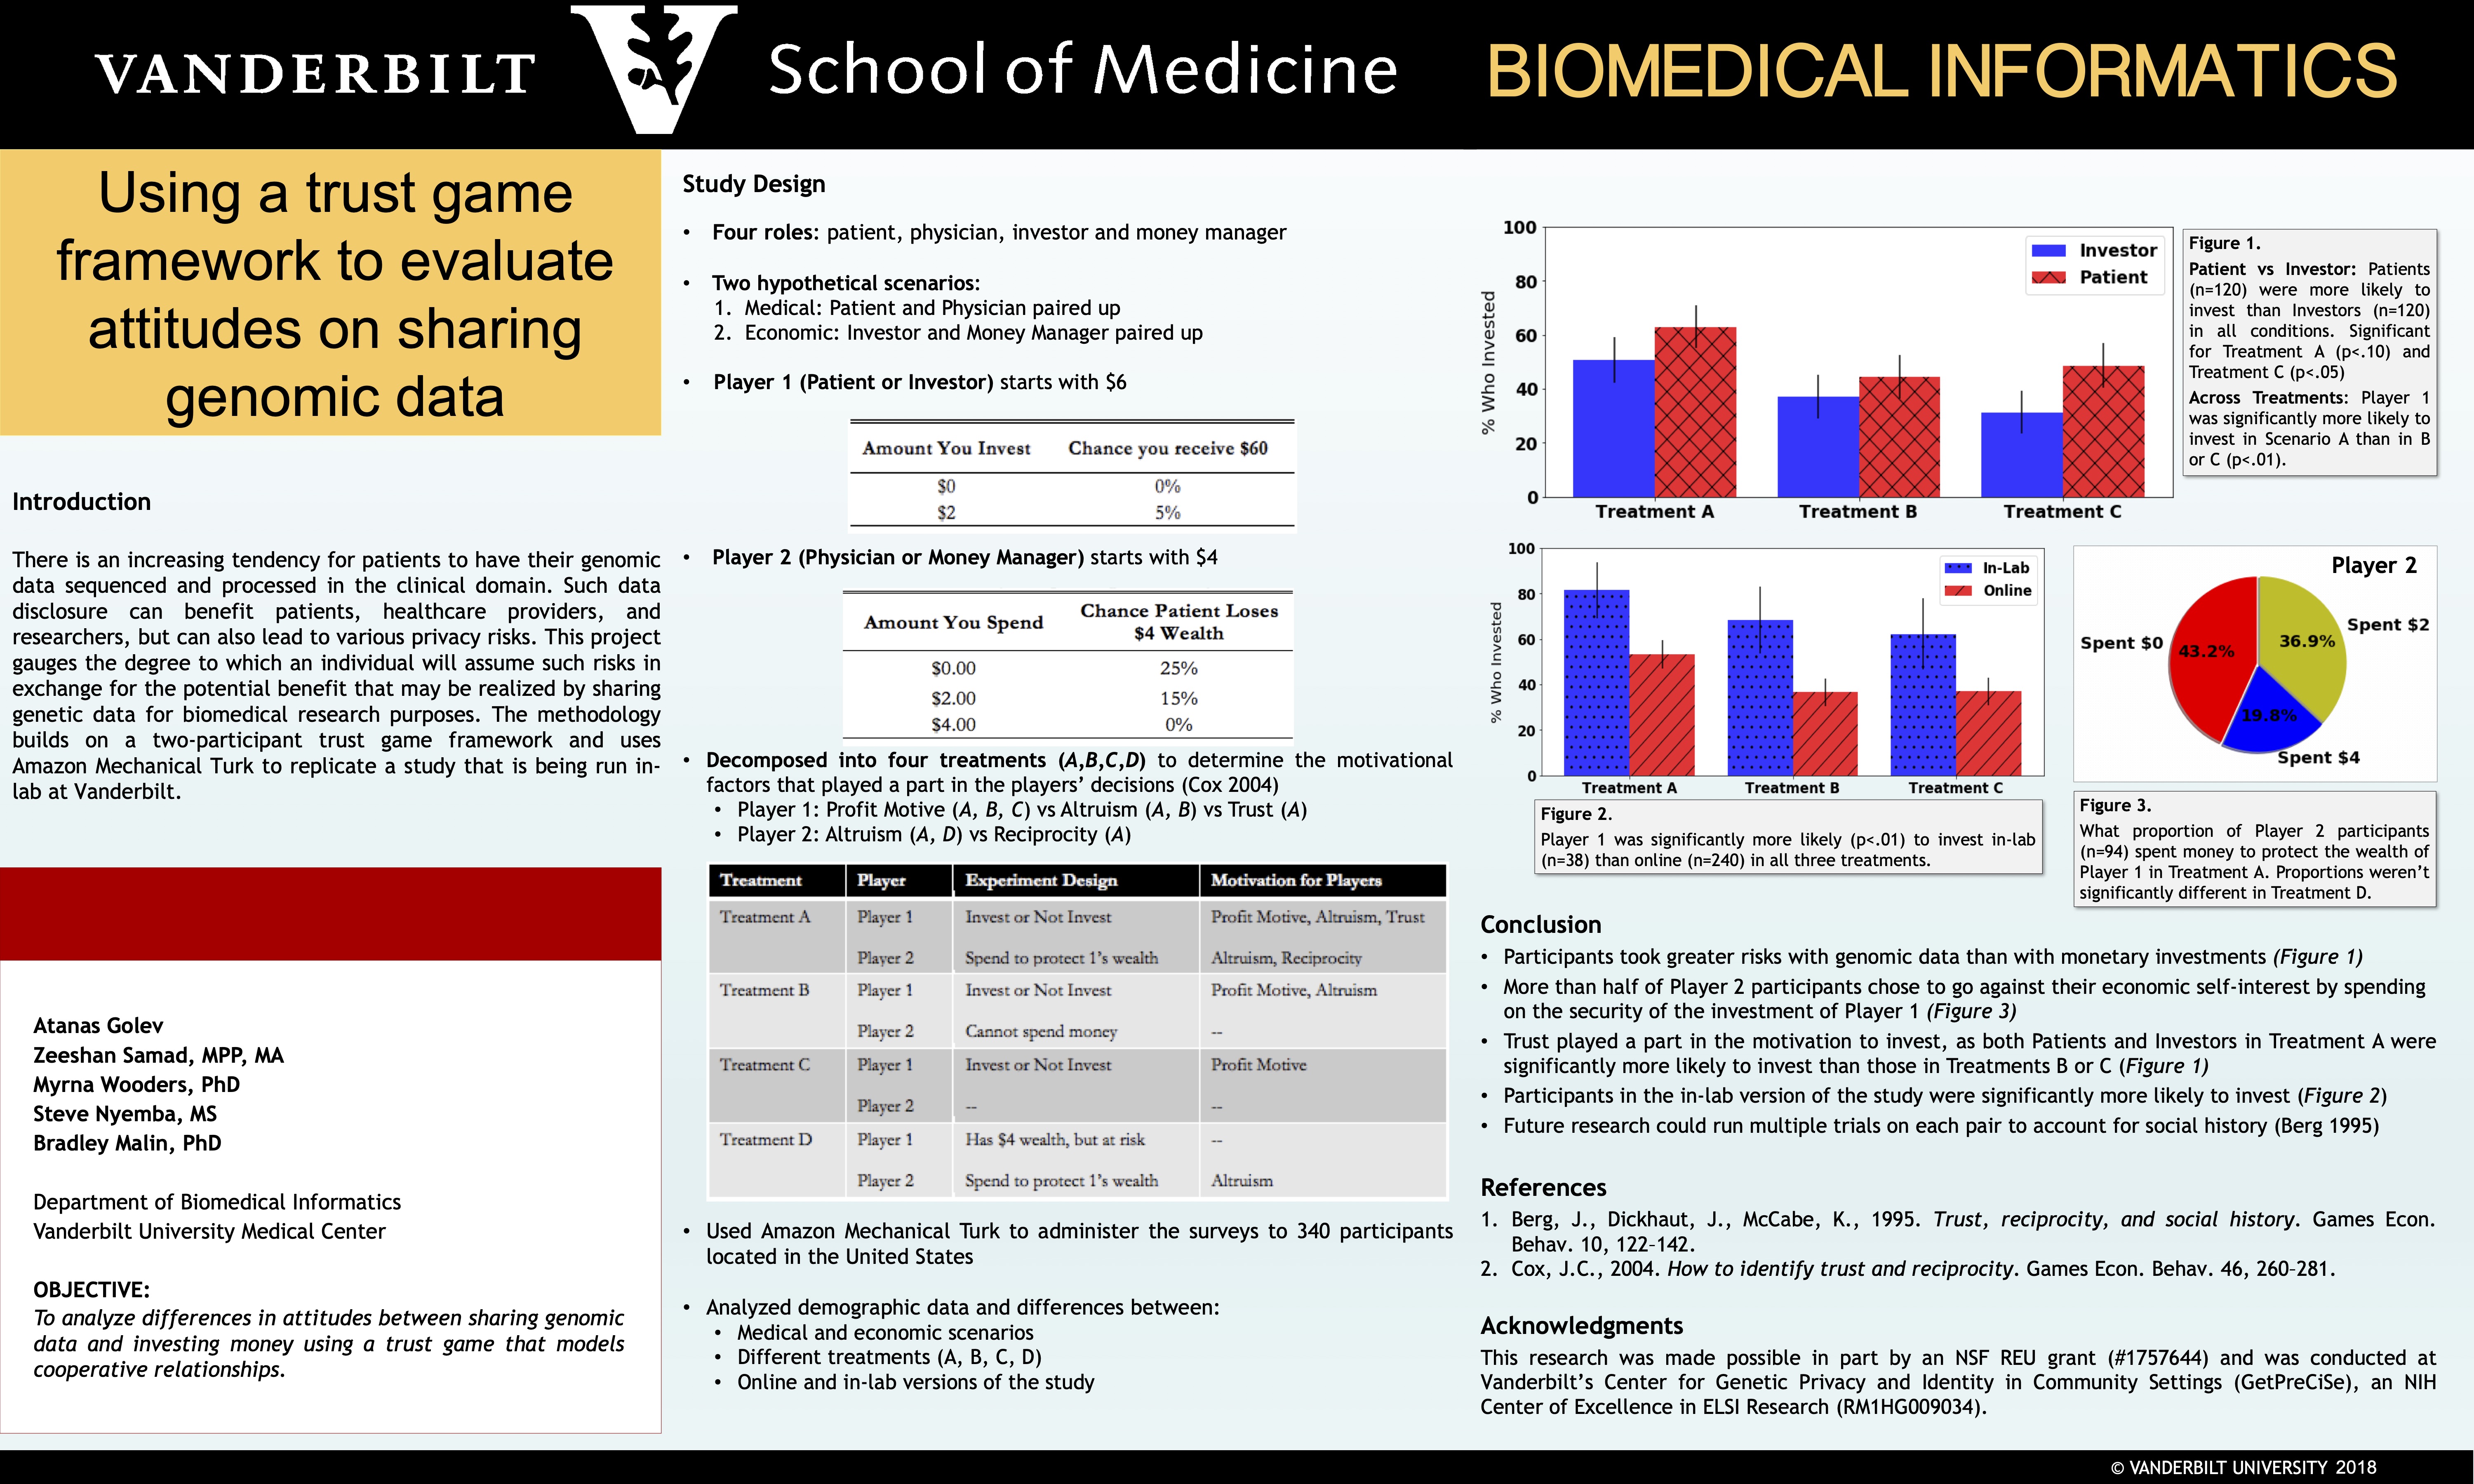 VANDERBILT School of Medicine BIOMEDICAL INFORMATICS
Using a trust game
framework to evaluate
attitudes on sharing
genomic data
Introduction
There is an increasing tendency for patients to have their genomic
data sequenced and processed in the clinical domain. Such data
disclosure can benefit patients, healthcare providers, and
researchers, but can also lead to various privacy risks. This project
gauges the degree to which an individual will assume such risks in
exchange for the potential benefit that may be realized by sharing
genetic data for biomedical research purposes. The methodology
builds on a two-participant trust game framework and uses
Amazon Mechanical Turk to replicate a study that is being run in-
lab at Vanderbilt.
Atanas Golev
Zeeshan Samad, MPP, MA
Myrna Wooders, PhD
Steve Nyemba, MS
Bradley Malin, PhD
Department of Biomedical Informatics
Vanderbilt University Medical Center
OBJECTIVE:
To analyze differences in attitudes between sharing genomic
data and investing money using a trust game that models
cooperative relationships.
Study Design
• Four roles: patient, physician, investor and money manager
• Two hypothetical scenarios:
1. Medical: Patient and Physician paired up
2. Economic: Investor and Money Manager paired up
• Player 1 (Patient or Investor) starts with $6
Amount You Invest Chance you receive $60
$0 0%
$2 5%
• Player 2 (Physician or Money Manager) starts with $4
Amount You Spend Chance Patient Loses
$4 Wealth
$0.00 25%
$2.00 15%
$4.00 0%
• Decomposed into four treatments (A,B,C,D) to determine the motivational
factors that played a part in the players' decisions (Cox 2004)
• Player 1: Profit Motive (A, B, C) vs Altruism (A, B) vs Trust (A)
• Player 2: Altruism (A, D) vs Reciprocity (A)
Treatment Player Experiment Design Motivation for Players
Treatment A Player 1 Invest or Not Invest Profit Motive, Altruism, Trust
Player 2 Spend to protect 1's wealth Altruism, Reciprocity
Treatment B Player 1 Invest or Not Invest Profit Motive, Altruism
Player 2 Cannot spend money --
Treatment C Player 1 Invest or Not Invest Profit Motive
Player 2 -- --
Treatment D Player 1 Has $4 wealth, but at risk --
Player 2 Spend to protect 1's wealth Altruism
• Used Amazon Mechanical Turk to administer the surveys to 340 participants
located in the United States
• Analyzed demographic data and differences between:
• Medical and economic scenarios
• Different treatments (A, B, C, D)
• Online and in-lab versions of the study
% Who Invested
100
80
60
40
20
0
Investor
Patient
Treatment A Treatment B Treatment C
Figure 1.
Patient vs Investor: Patients
(n=120) were more likely to
invest than Investors (n=120)
in all conditions. Significant
for Treatment A (p<.10) and
Treatment C (p<.05)
Across Treatments: Player 1
was significantly more likely to
invest in Scenario A than in B
or C (p<.01).
% Who Invested
100
80
60
40
20
0
In-Lab
Online
Treatment A Treatment B Treatment C
Figure 2.
Player 1 was significantly more likely (p<.01) to invest in-lab
(n=38) than online (n=240) in all three treatments.
Player 2
Spent $2
36.9%
Spent $0
43.2%
19.8%
Spent $4
Figure 3.
What proportion of Player 2 participants
(n=94) spent money to protect the wealth of
Player 1 in Treatment A. Proportions weren't
significantly different in Treatment D.
Conclusion
• Participants took greater risks with genomic data than with monetary investments (Figure 1)
• More than half of Player 2 participants chose to go against their economic self-interest by spending
on the security of the investment of Player 1 (Figure 3)
• Trust played a part in the motivation to invest, as both Patients and Investors in Treatment A were
significantly more likely to invest than those in Treatments B or C (Figure 1)
• Participants in the in-lab version of the study were significantly more likely to invest (Figure 2)
• Future research could run multiple trials on each pair to account for social history (Berg 1995)
References
1. Berg, J., Dickhaut, J., McCabe, K., 1995. Trust, reciprocity, and social history. Games Econ.
Behav. 10, 122–142.
2. Cox, J.C., 2004. How to identify trust and reciprocity. Games Econ. Behav. 46, 260–281.
Acknowledgments
This research was made possible in part by an NSF REU grant (#1757644) and was conducted at
Vanderbilt's Center for Genetic Privacy and Identity in Community Settings (GetPreCiSe), an NIH
Center of Excellence in ELSI Research (RM1HG009034).
© VANDERBILT UNIVERSITY 2018